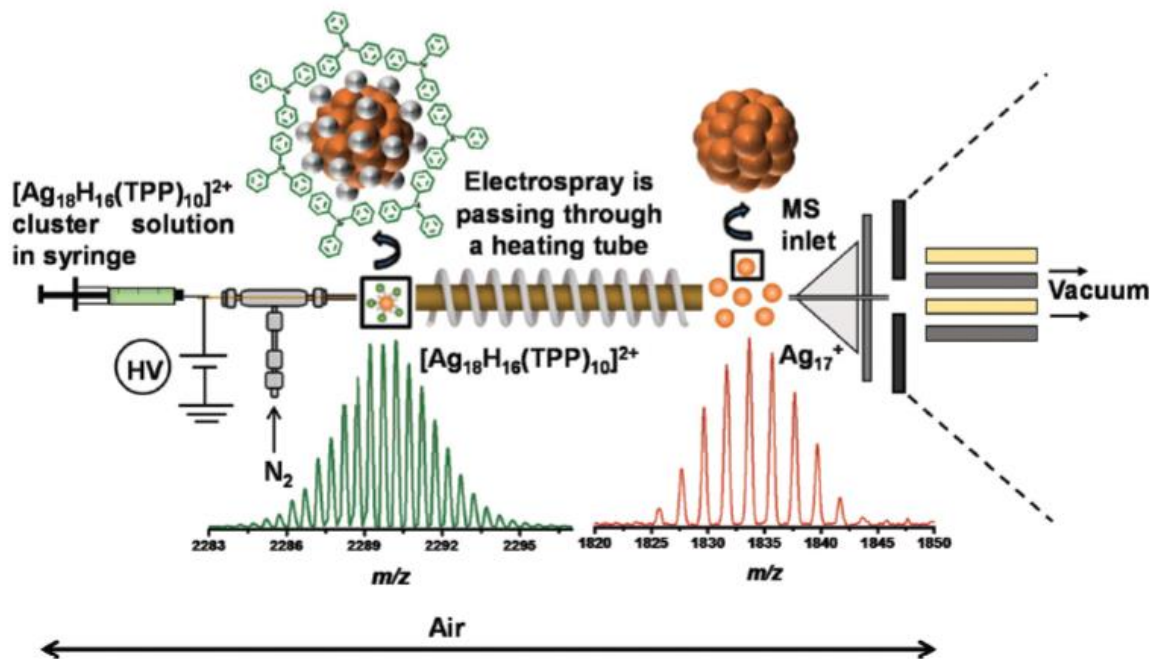 [Ag₁₈H₁₆(TPP)₁₀]²⁺
cluster solution
in syringe
Electrospray is
passing through
a heating tube
MS
inlet
Vacuum
HV
N₂
[Ag₁₈H₁₆(TPP)₁₀]²⁺
Ag₁₇⁺
2283 2286 2289 2292 2295
m/z
1820 1825 1830 1835 1840 1845 1850
m/z
Air